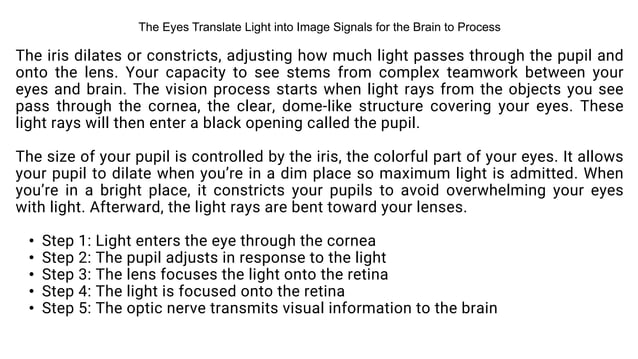 The Eyes Translate Light into Image Signals for the Brain to Process
The iris dilates or constricts, adjusting how much light passes through the pupil and
onto the lens. Your capacity to see stems from complex teamwork between your
eyes and brain. The vision process starts when light rays from the objects you see
pass through the cornea, the clear, dome-like structure covering your eyes. These
light rays will then enter a black opening called the pupil.
The size of your pupil is controlled by the iris, the colorful part of your eyes. It allows
your pupil to dilate when you’re in a dim place so maximum light is admitted. When
you’re in a bright place, it constricts your pupils to avoid overwhelming your eyes
with light. Afterward, the light rays are bent toward your lenses.
• Step 1: Light enters the eye through the cornea
• Step 2: The pupil adjusts in response to the light
• Step 3: The lens focuses the light onto the retina
• Step 4: The light is focused onto the retina
• Step 5: The optic nerve transmits visual information to the brain